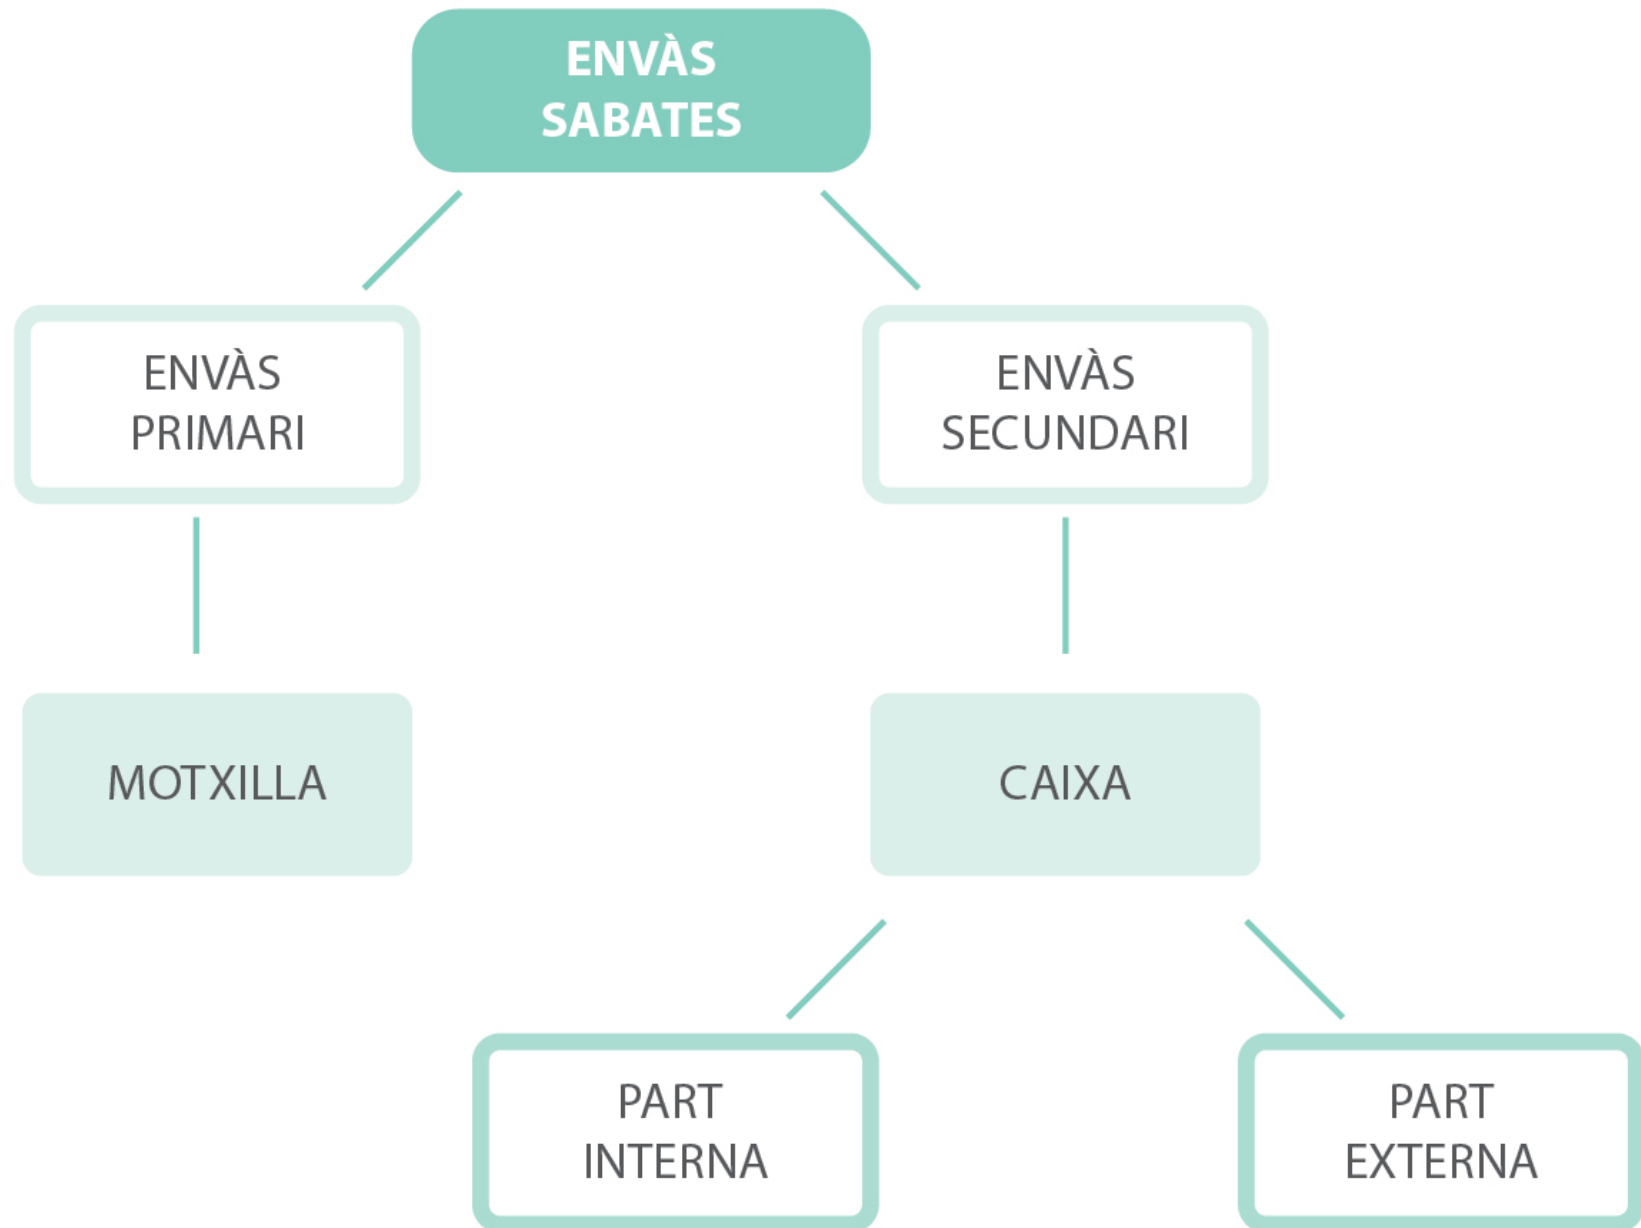 ENVÀS
SABATES
ENVÀS
PRIMARI
ENVÀS
SECUNDARI
MOTXILLA
CAIXA
PART
INTERNA
PART
EXTERNA